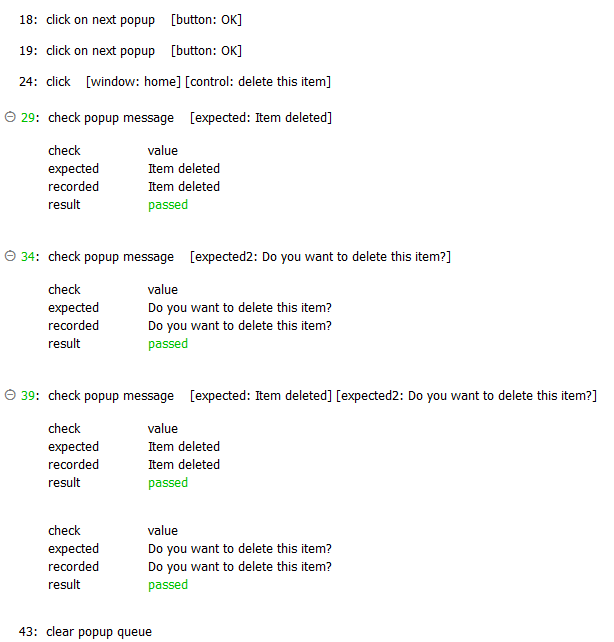 18: click on next popup [button: OK]
19: click on next popup [button: OK]
24: click [window: home] [control: delete this item]
29: check popup message [expected: Item deleted]
check value
expected Item deleted
recorded Item deleted
result passed
34: check popup message [expected2: Do you want to delete this item?]
check value
expected Do you want to delete this item?
recorded Do you want to delete this item?
result passed
39: check popup message [expected: Item deleted] [expected2: Do you want to delete this item?]
check value
expected Item deleted
recorded Item deleted
result passed
check value
expected Do you want to delete this item?
recorded Do you want to delete this item?
result passed
43: clear popup queue